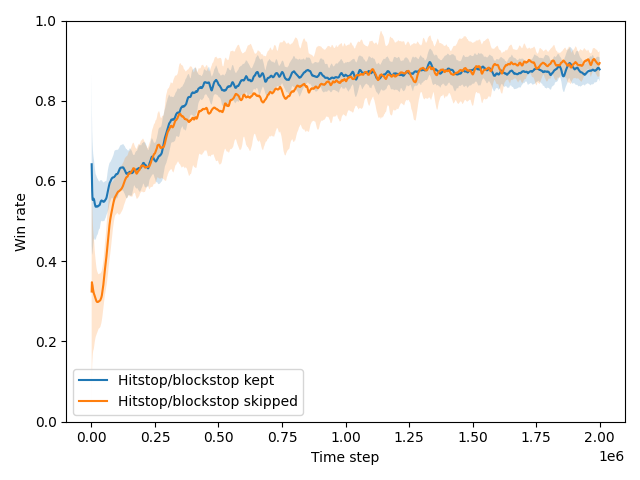 1.0
0.8
0.6
0.4
0.2
0.0
Win rate
Hitstop/blockstop kept
Hitstop/blockstop skipped
0.00 0.25 0.50 0.75 1.00 1.25 1.50 1.75 2.00
1e6
Time step